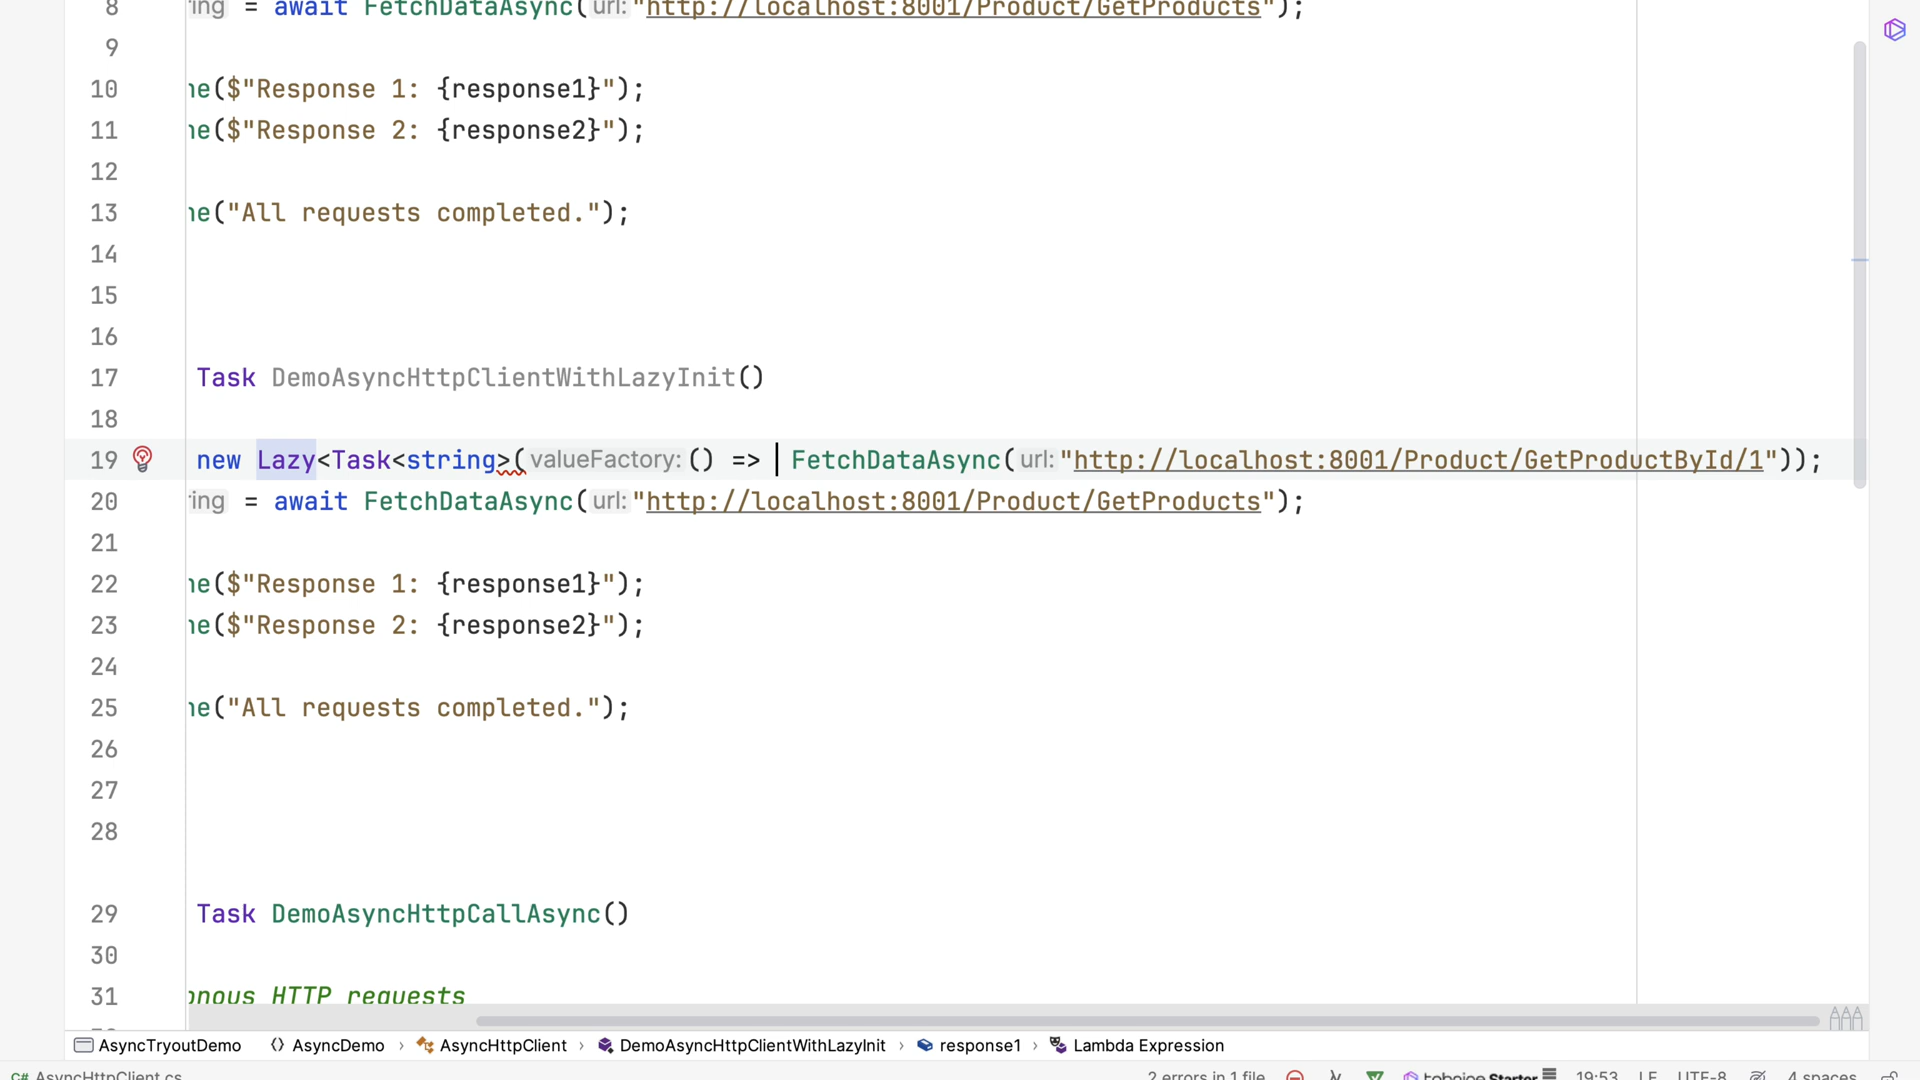 8 ring = await FetchDataAsync( url: "http://localhost:8001/Product/GetProducts");
9
10 ne($"Response 1: {response1}");
11 ne($"Response 2: {response2}");
12
13 ne("All requests completed.");
14
15
16
17 Task DemoAsyncHttpClientWithLazyInit()
18
19 new Lazy<Task<string>( valueFactory: () => FetchDataAsync( url: "http://localhost:8001/Product/GetProductById/1"));
20 ring = await FetchDataAsync( url: "http://localhost:8001/Product/GetProducts");
21
22 ne($"Response 1: {response1}");
23 ne($"Response 2: {response2}");
24
25 ne("All requests completed.");
26
27
28
29 Task DemoAsyncHttpCallAsync()
30
31 onous HTTP requests
AsyncTryoutDemo {} AsyncDemo › AsyncHttpClient › DemoAsyncHttpClientWithLazyInit › response1 › Lambda Expression
C# AsyncHttpClient.cs 2 errors in 1 file Starter 19:53 LF UTF-8 4 spaces